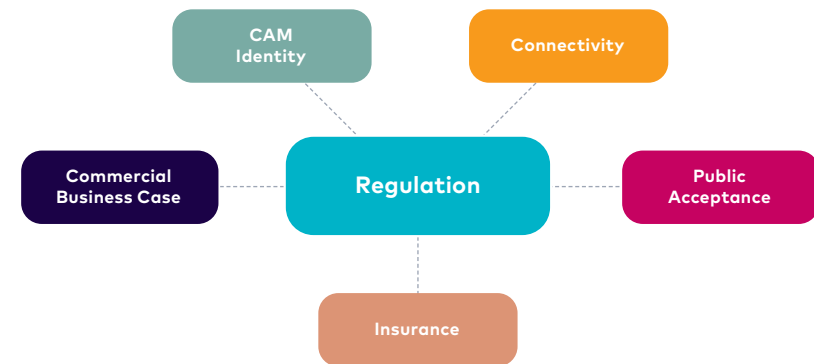 CAM
Identity
Connectivity
Commercial
Business Case
Regulation
Public
Acceptance
Insurance